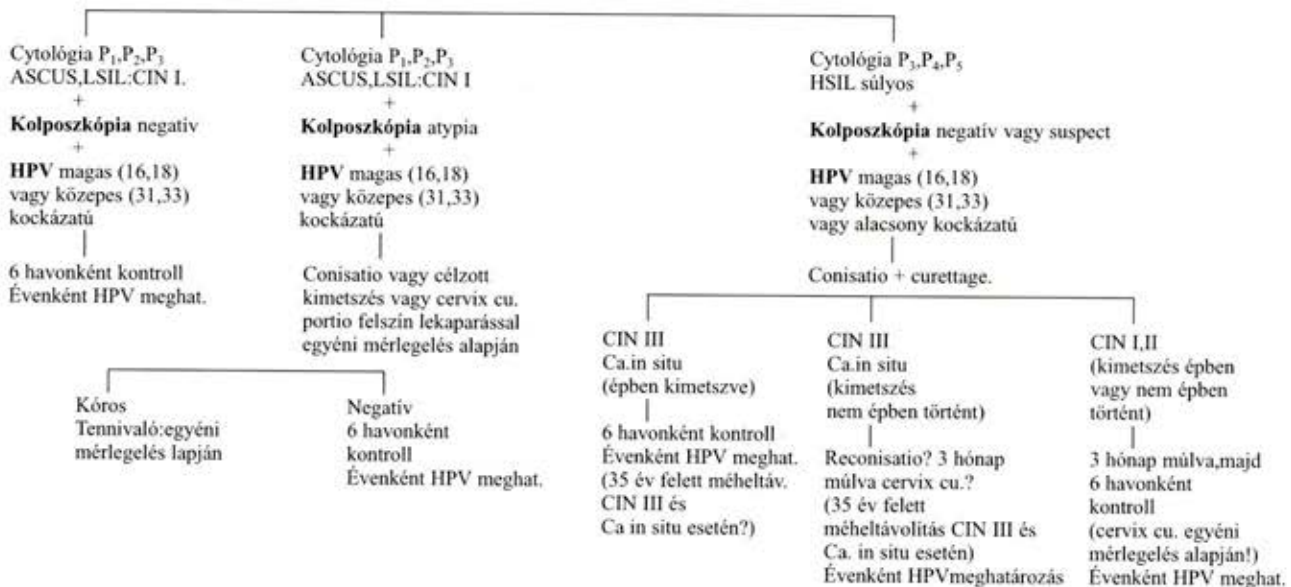 Cytológia P₁,P₂,P₃
ASCUS,LSIL:CIN I.
+
Kolposzkópia negatív
+
HPV magas (16,18)
vagy közepes (31,33)
kockázatú
6 havonként kontroll
Évenként HPV meghat.
Cytológia P₁,P₂,P₃
ASCUS,LSIL:CIN I
+
Kolposzkópia atypia
+
HPV magas (16,18)
vagy közepes (31,33)
kockázatú
Conisatio vagy célzott
kimetszés vagy cervix cu.
portio felszín lekaparással
egyéni mérlegelés alapján
Kóros
Tennivaló:egyéni
mérlegelés lapján
Negatív
6 havonként
kontroll
Évenként HPV meghat.
Cytológia P₃,P₄,P₅
HSIL súlyos
+
Kolposzkópia negatív vagy suspect
+
HPV magas (16,18)
vagy közepes (31,33)
vagy alacsony kockázatú
Conisatio + curettage.
CIN III
Ca.in situ
(épben kimetszve)
6 havonként kontroll
Évenként HPV meghat.
(35 év felett méheltáv.
CIN III és
Ca in situ esetén?)
CIN III
Ca.in situ
(kimetszés
nem épben történt)
Reconisatio? 3 hónap
múlva cervix cu.?
(35 év felett
méheltávolitás CIN III és
Ca. in situ esetén)
Évenként HPVmeghatározás
CIN I,II
(kimetszés épben
vagy nem épben
történt)
3 hónap múlva,majd
6 havonként
kontroll
(cervix cu. egyéni
mérlegelés alapján!)
Évenként HPV meghat.